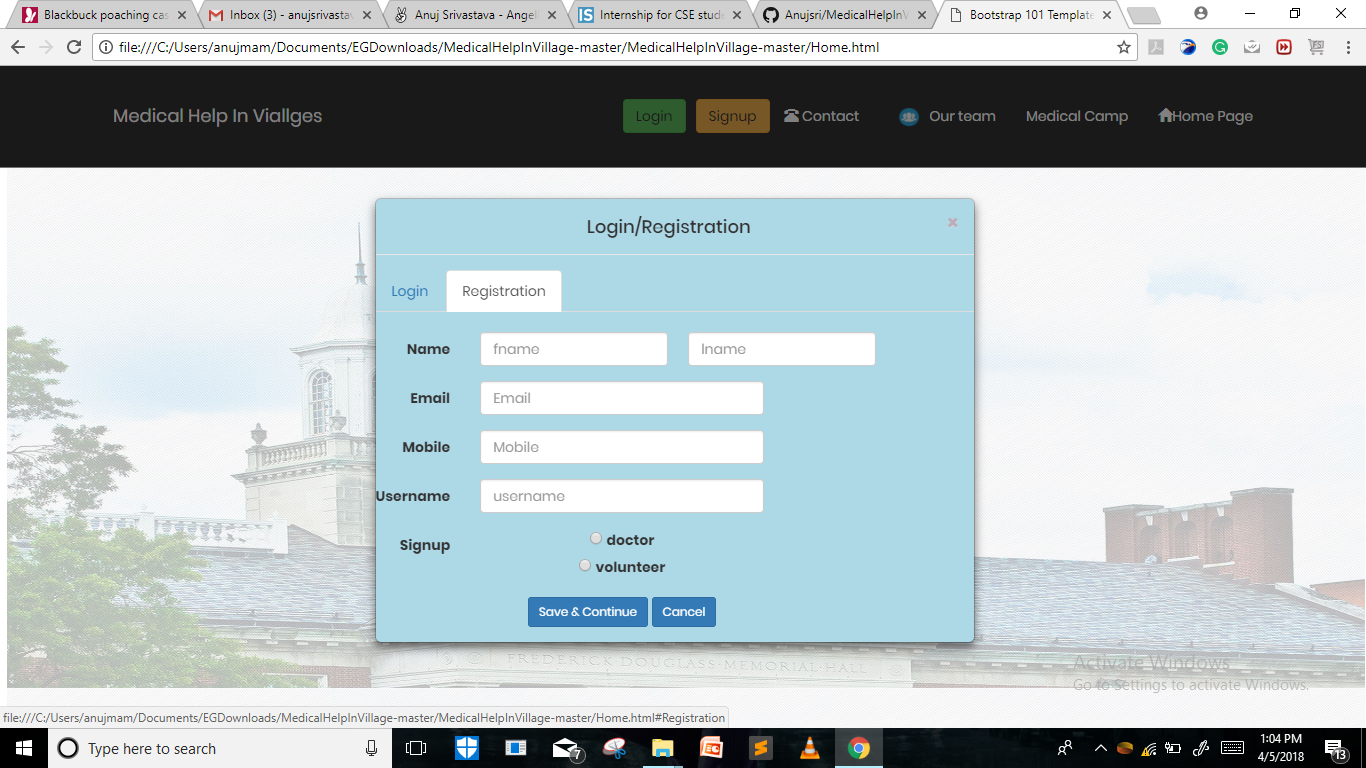 Blackbuck poaching cas
Inbox (3) - anujsrivastav
Anuj Srivastava - Angell
Internship for CSE stude
Anujsri/MedicalHelpInV
Bootstrap 101 Template
file:///C:/Users/anujmam/Documents/EGDownloads/MedicalHelpInVillage-master/MedicalHelpInVillage-master/Home.html
Medical Help In Viallges
Login
Signup
Contact
Our team
Medical Camp
Home Page
Login/Registration
×
Login
Registration
Name
fname
lname
Email
Email
Mobile
Mobile
Username
username
Signup
doctor
volunteer
Save & Continue
Cancel
FREDERICK·DOUGLASS·MEMORIAL·HALL
Activate Windows
Go to Settings to activate Windows.
file:///C:/Users/anujmam/Documents/EGDownloads/MedicalHelpInVillage-master/MedicalHelpInVillage-master/Home.html#Registration
Type here to search
7
1:04 PM
4/5/2018
13